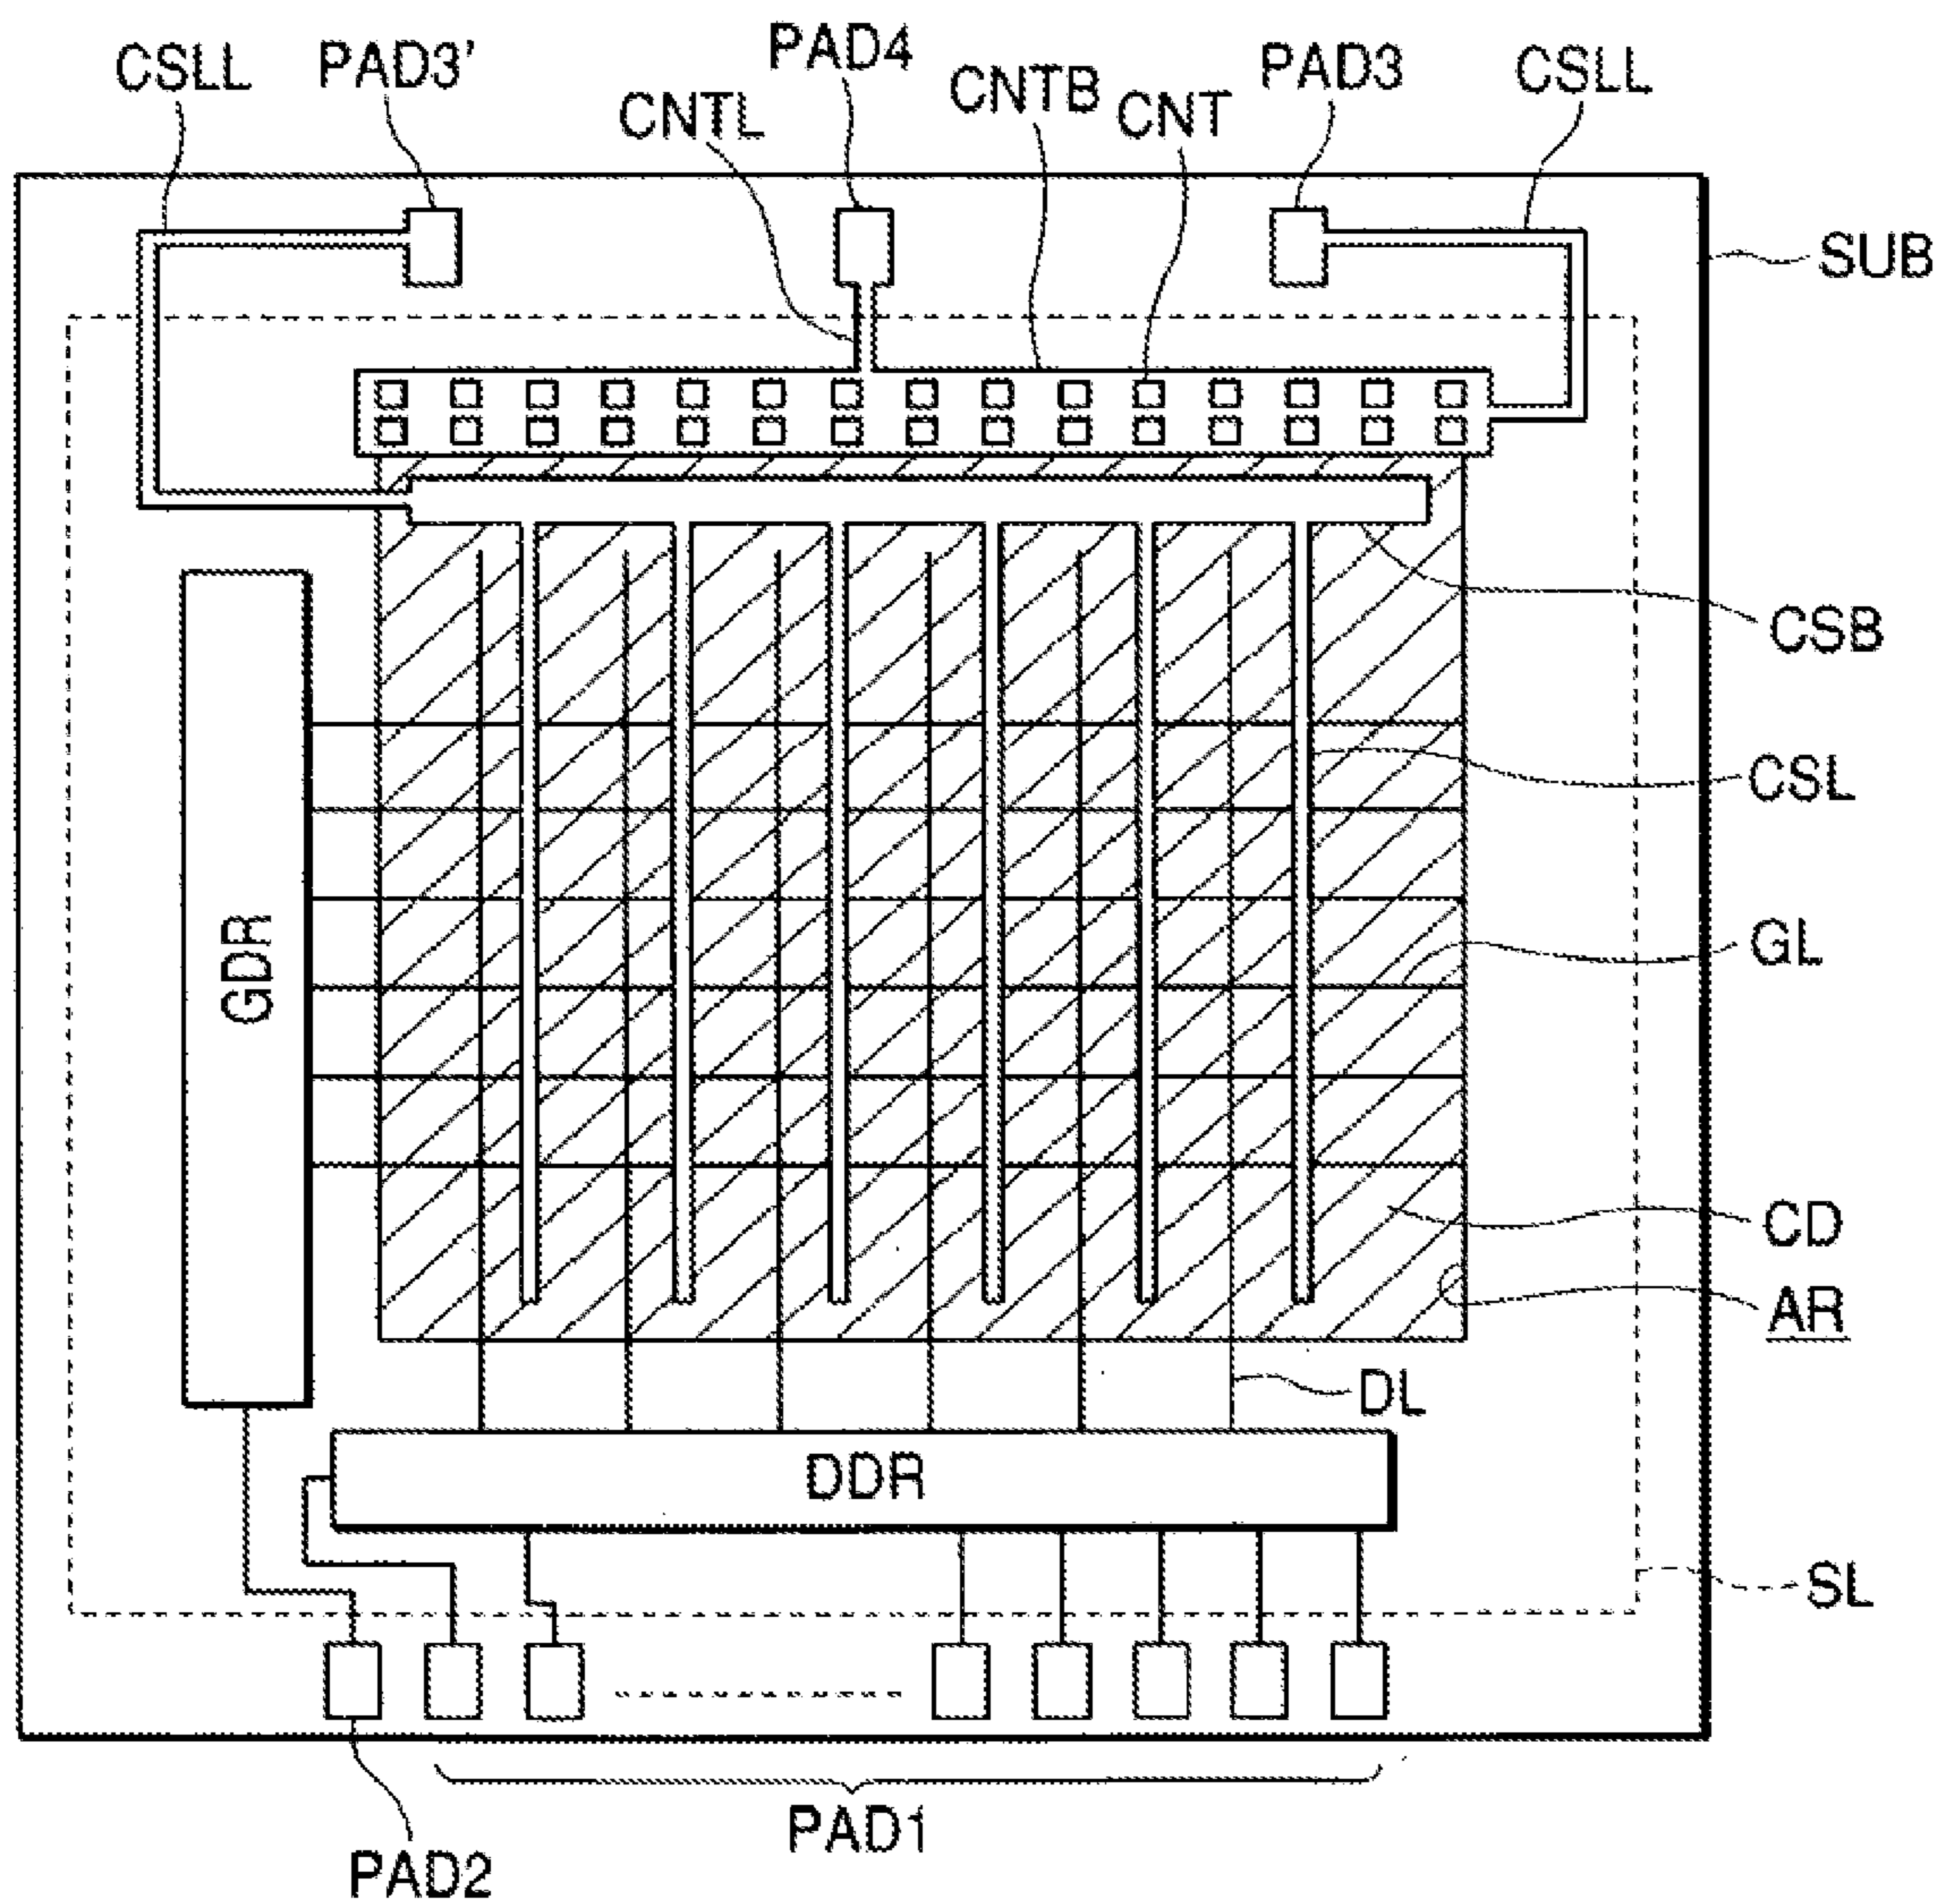 CSLL
PAD3'
CNTL
PAD4
CNTB
CNT
PAD3
CSLL
SUB
CSB
CSL
GL
GDR
CD
AR
DL
DDR
SL
PAD1
PAD2